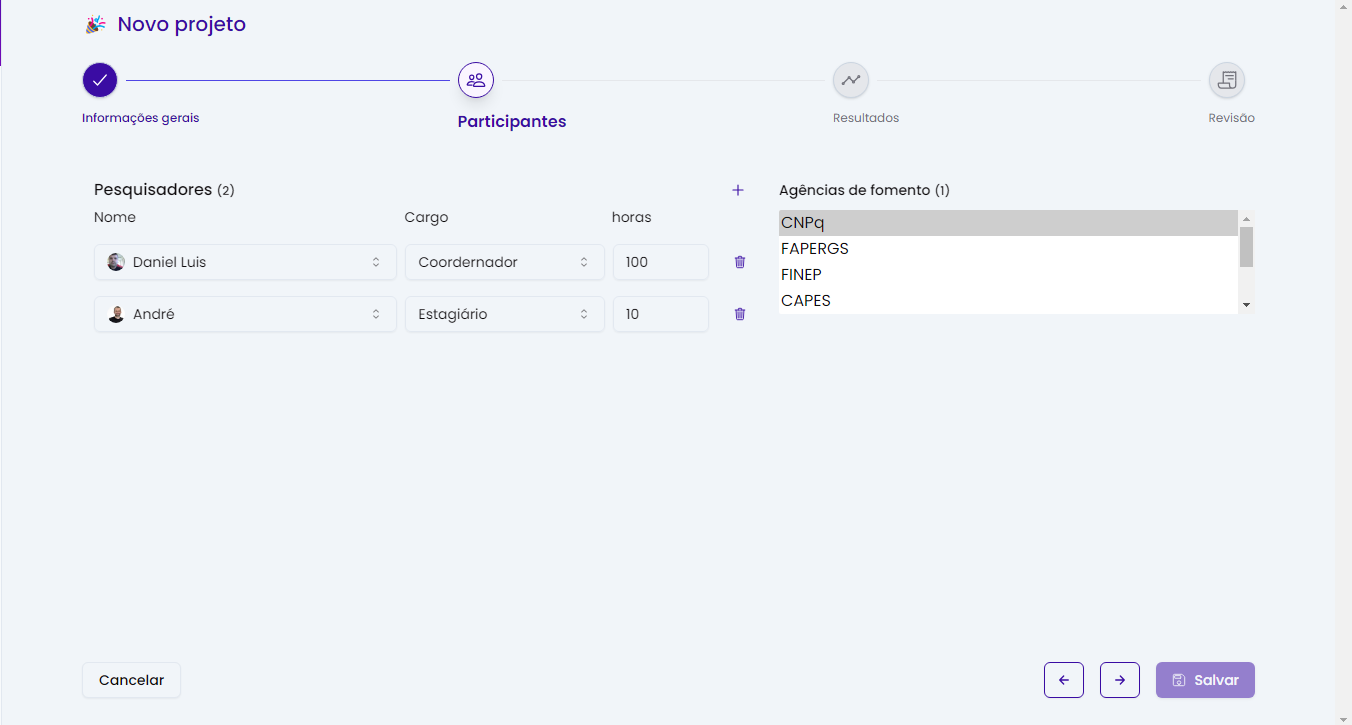 Novo projeto
Informações gerais
Participantes
Resultados
Revisão
Pesquisadores (2)
Nome Cargo horas
Daniel Luis Coordernador 100
André Estagiário 10
Agências de fomento (1)
CNPq
FAPERGS
FINEP
CAPES
Cancelar
Salvar